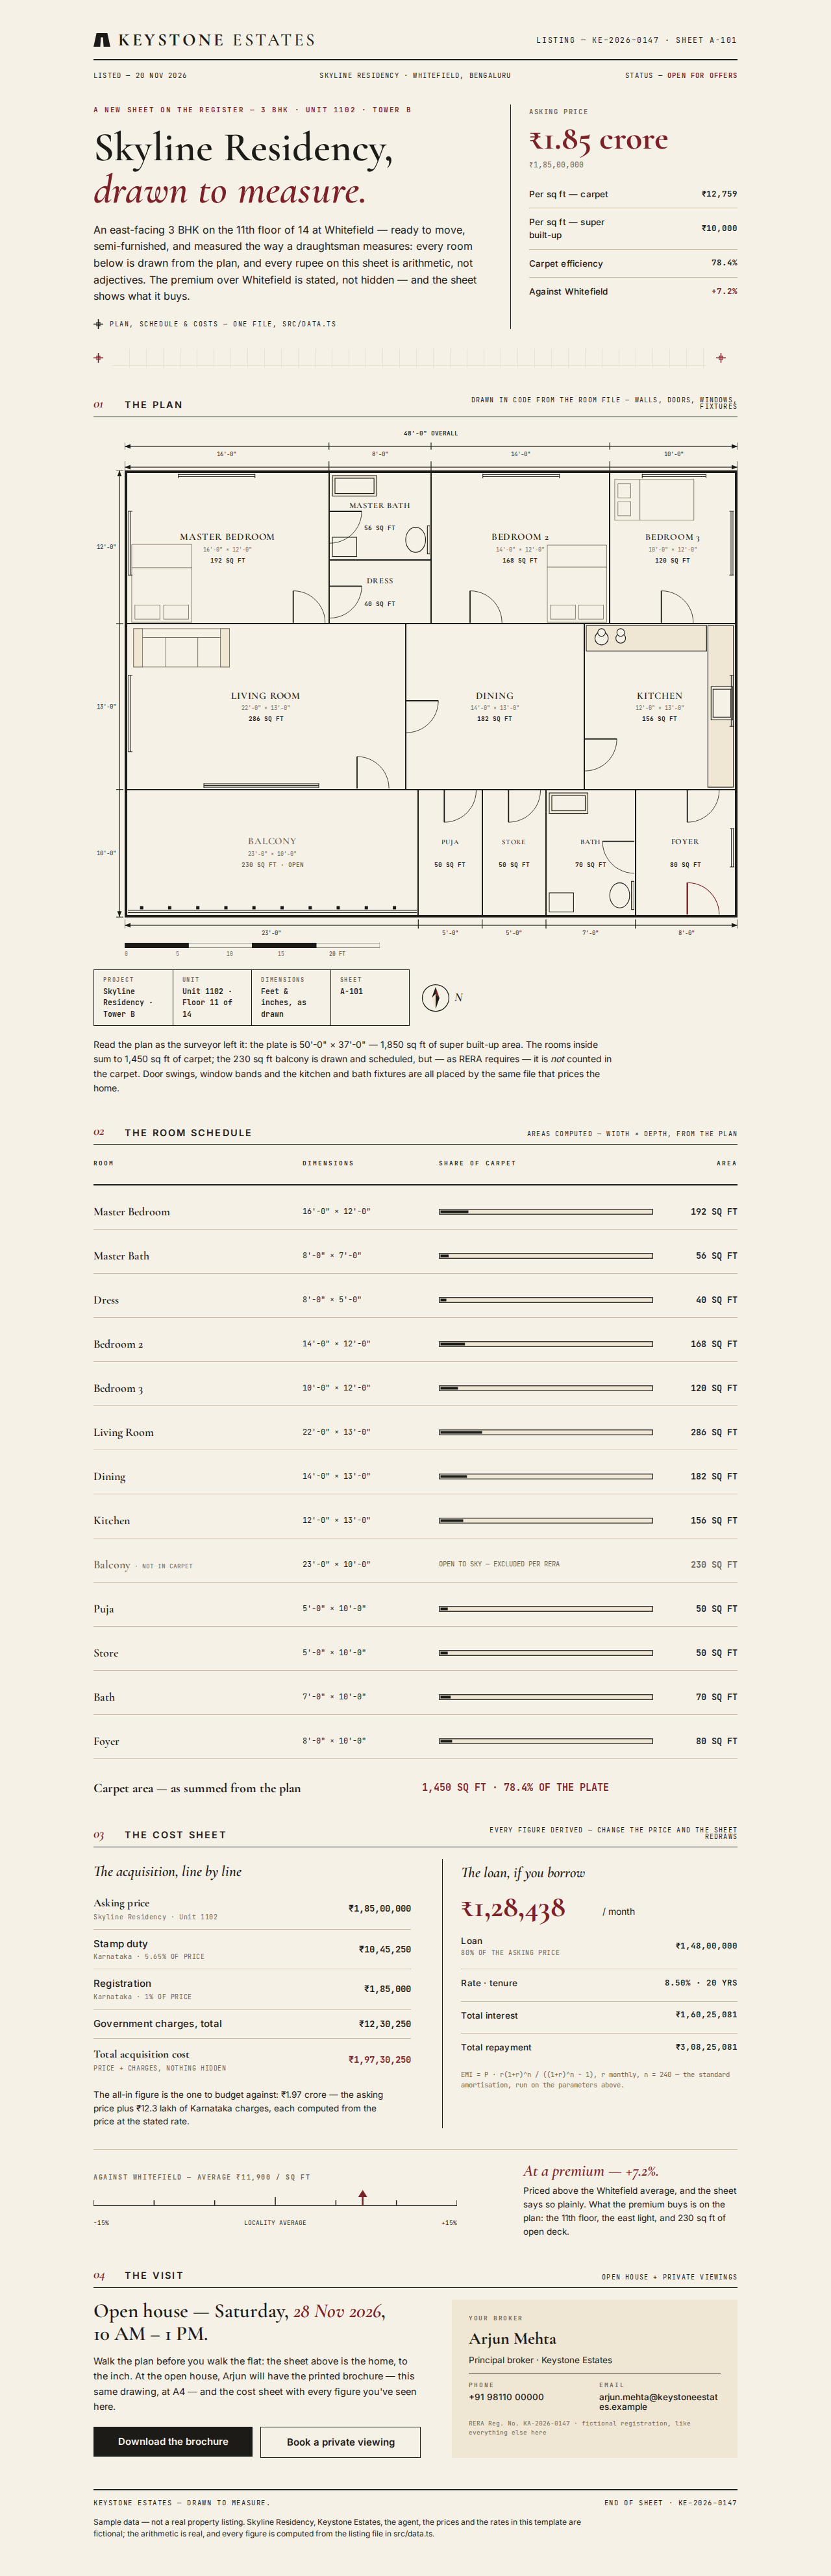 KEYSTONE ESTATES
LISTING — KE-2026-0147 · SHEET A-101
LISTED — 20 NOV 2026
SKYLINE RESIDENCY · WHITEFIELD, BENGALURU
STATUS — OPEN FOR OFFERS
A NEW SHEET ON THE REGISTER — 3 BHK · UNIT 1102 · TOWER B
Skyline Residency,
drawn to measure.
An east-facing 3 BHK on the 11th floor of 14 at Whitefield — ready to move,
semi-furnished, and measured the way a draughtsman measures: every room
below is drawn from the plan, and every rupee on this sheet is arithmetic, not
adjectives. The premium over Whitefield is stated, not hidden — and the sheet
shows what it buys.
PLAN, SCHEDULE & COSTS — ONE FILE, SRC/DATA.TS
ASKING PRICE
₹1.85 crore
₹1,85,00,000
Per sq ft — carpet ₹12,759
Per sq ft — super
built-up ₹10,000
Carpet efficiency 78.4%
Against Whitefield +7.2%
01 THE PLAN
DRAWN IN CODE FROM THE ROOM FILE — WALLS, DOORS, WINDOWS,
FIXTURES
48'-0" OVERALL
16'-0" 8'-0" 14'-0" 10'-0"
12'-0"
13'-0"
10'-0"
MASTER BEDROOM
16'-0" × 12'-0"
192 SQ FT
MASTER BATH
56 SQ FT
DRESS
40 SQ FT
BEDROOM 2
14'-0" × 12'-0"
168 SQ FT
BEDROOM 3
10'-0" × 12'-0"
120 SQ FT
LIVING ROOM
22'-0" × 13'-0"
286 SQ FT
DINING
14'-0" × 13'-0"
182 SQ FT
KITCHEN
12'-0" × 13'-0"
156 SQ FT
BALCONY
23'-0" × 10'-0"
230 SQ FT · OPEN
PUJA
50 SQ FT
STORE
50 SQ FT
BATH
70 SQ FT
FOYER
80 SQ FT
23'-0" 5'-0" 5'-0" 7'-0" 8'-0"
0 5 10 15 20 FT
PROJECT
Skyline
Residency ·
Tower B
UNIT
Unit 1102 ·
Floor 11 of
14
DIMENSIONS
Feet &
inches, as
drawn
SHEET
A-101
N
Read the plan as the surveyor left it: the plate is 50'-0" × 37'-0" — 1,850 sq ft of super built-up area. The rooms inside
sum to 1,450 sq ft of carpet; the 230 sq ft balcony is drawn and scheduled, but — as RERA requires — it is not counted in
the carpet. Door swings, window bands and the kitchen and bath fixtures are all placed by the same file that prices the
home.
02 THE ROOM SCHEDULE
AREAS COMPUTED — WIDTH × DEPTH, FROM THE PLAN
ROOM DIMENSIONS SHARE OF CARPET AREA
Master Bedroom 16'-0" × 12'-0" 192 SQ FT
Master Bath 8'-0" × 7'-0" 56 SQ FT
Dress 8'-0" × 5'-0" 40 SQ FT
Bedroom 2 14'-0" × 12'-0" 168 SQ FT
Bedroom 3 10'-0" × 12'-0" 120 SQ FT
Living Room 22'-0" × 13'-0" 286 SQ FT
Dining 14'-0" × 13'-0" 182 SQ FT
Kitchen 12'-0" × 13'-0" 156 SQ FT
Balcony · NOT IN CARPET 23'-0" × 10'-0" OPEN TO SKY — EXCLUDED PER RERA 230 SQ FT
Puja 5'-0" × 10'-0" 50 SQ FT
Store 5'-0" × 10'-0" 50 SQ FT
Bath 7'-0" × 10'-0" 70 SQ FT
Foyer 8'-0" × 10'-0" 80 SQ FT
Carpet area — as summed from the plan 1,450 SQ FT · 78.4% OF THE PLATE
03 THE COST SHEET
EVERY FIGURE DERIVED — CHANGE THE PRICE AND THE SHEET
REDRAWS
The acquisition, line by line
Asking price ₹1,85,00,000
Skyline Residency · Unit 1102
Stamp duty ₹10,45,250
Karnataka · 5.65% OF PRICE
Registration ₹1,85,000
Karnataka · 1% OF PRICE
Government charges, total ₹12,30,250
Total acquisition cost ₹1,97,30,250
PRICE + CHARGES, NOTHING HIDDEN
The all-in figure is the one to budget against: ₹1.97 crore — the asking
price plus ₹12.3 lakh of Karnataka charges, each computed from the
price at the stated rate.
The loan, if you borrow
₹1,28,438 / month
Loan ₹1,48,00,000
80% OF THE ASKING PRICE
Rate · tenure 8.50% · 20 YRS
Total interest ₹1,60,25,081
Total repayment ₹3,08,25,081
EMI = P · r(1+r)^n / ((1+r)^n - 1), r monthly, n = 240 — the standard
amortisation, run on the parameters above.
AGAINST WHITEFIELD — AVERAGE ₹11,900 / SQ FT
-15% LOCALITY AVERAGE +15%
At a premium — +7.2%.
Priced above the Whitefield average, and the sheet
says so plainly. What the premium buys is on the
plan: the 11th floor, the east light, and 230 sq ft of
open deck.
04 THE VISIT
OPEN HOUSE + PRIVATE VIEWINGS
Open house — Saturday, 28 Nov 2026,
10 AM – 1 PM.
Walk the plan before you walk the flat: the sheet above is the home, to
the inch. At the open house, Arjun will have the printed brochure — this
same drawing, at A4 — and the cost sheet with every figure you've seen
here.
Download the brochure
Book a private viewing
YOUR BROKER
Arjun Mehta
Principal broker · Keystone Estates
PHONE
+91 98110 00000
EMAIL
arjun.mehta@keystoneestat
es.example
RERA Reg. No. KA-2026-0147 · fictional registration, like
everything else here
KEYSTONE ESTATES — DRAWN TO MEASURE.
END OF SHEET · KE-2026-0147
Sample data — not a real property listing. Skyline Residency, Keystone Estates, the agent, the prices and the rates in this template are
fictional; the arithmetic is real, and every figure is computed from the listing file in src/data.ts.